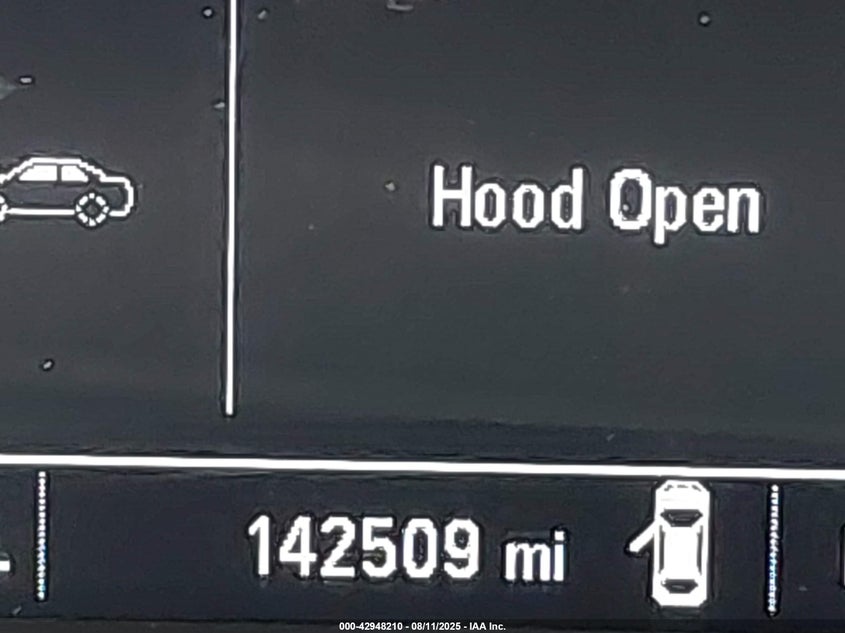 Hood Open
142509 mi
000-42948210 - 08/11/2025 - IAA Inc.